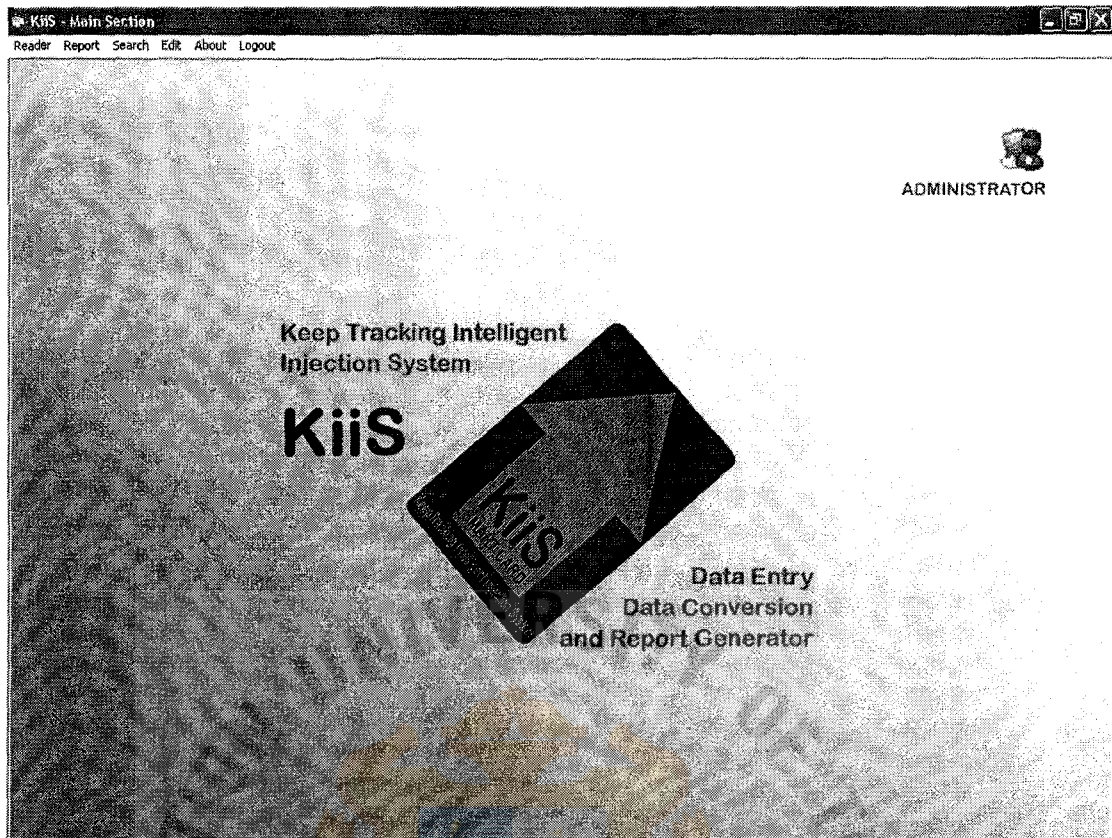 KiiS - Main Section
Reader Report Search Edit About Logout
ADMINISTRATOR
Keep Tracking Intelligent
Injection System
KiiS
KiiS
Data Entry
Data Conversion
and Report Generator